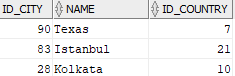 ID_CITY NAME ID_COUNTRY
90 Texas 7
83 Istanbul 21
28 Kolkata 10